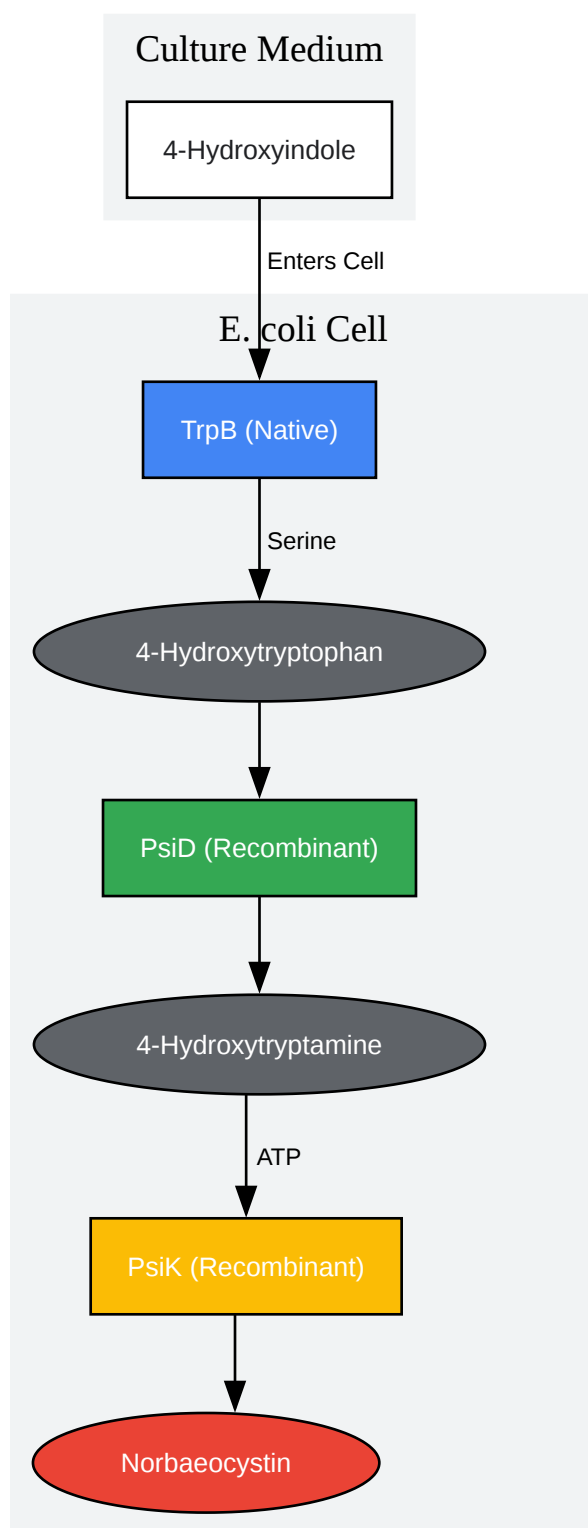 Culture Medium
4-Hydroxyindole
Enters Cell
E. coli Cell
TrpB (Native)
Serine
4-Hydroxytryptophan
PsiD (Recombinant)
4-Hydroxytryptamine
ATP
PsiK (Recombinant)
Norbaeocystin